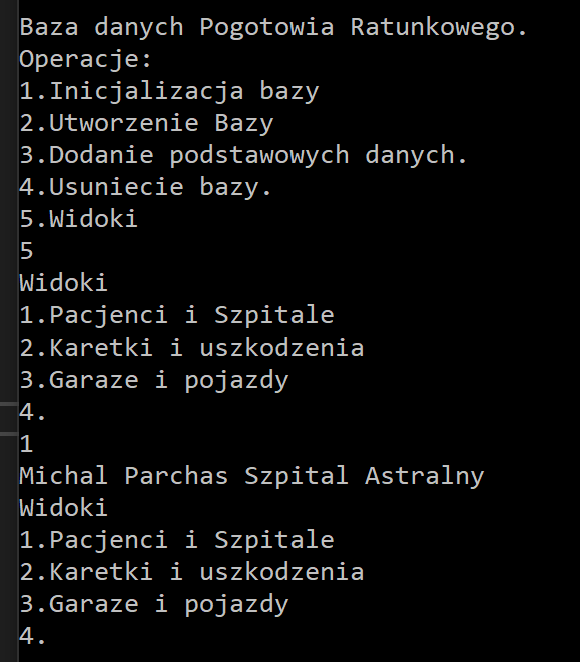 Baza danych Pogotowia Ratunkowego.
Operacje:
1.Inicjalizacja bazy
2.Utworzenie Bazy
3.Dodanie podstawowych danych.
4.Usuniecie bazy.
5.Widoki
5
Widoki
1.Pacjenci i Szpitale
2.Karetki i uszkodzenia
3.Garaze i pojazdy
4.
1
Michal Parchas Szpital Astralny
Widoki
1.Pacjenci i Szpitale
2.Karetki i uszkodzenia
3.Garaze i pojazdy
4.